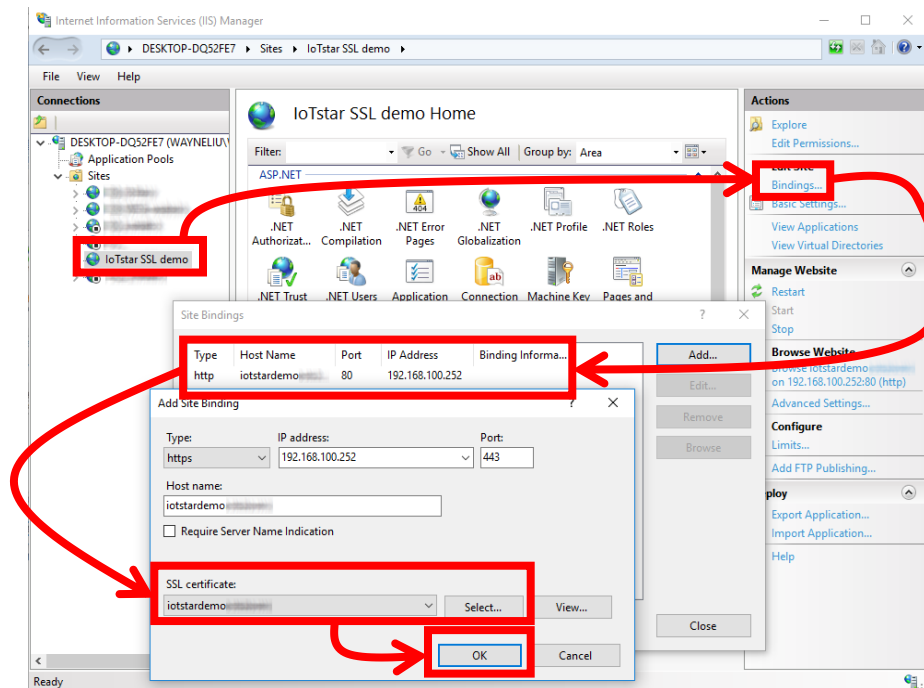 Internet Information Services (IIS) Manager
DESKTOP-DQ52FE7 Sites IoTstar SSL demo
File View Help
Connections
DESKTOP-DQ52FE7 (WAYNELIU\
Application Pools
Sites
IoTstar SSL demo
Ready
IoTstar SSL demo Home
Filter: Go Show All Group by: Area
ASP.NET
.NET Authorizat...
.NET Compilation
404
.NET Error Pages
.NET Globalization
.NET Profile
.NET Roles
.NET Trust
.NET Users
Application
ab
Connection
Machine Key
Pages and
Actions
Explore
Edit Permissions...
Edit Site
Bindings...
Basic Settings...
View Applications
View Virtual Directories
Manage Website
Restart
Start
Stop
Browse Website
Browse iotstardemo
on 192.168.100.252:80 (http)
Advanced Settings...
Configure
Limits...
Add FTP Publishing...
ploy
Export Application...
Import Application...
Help
Site Bindings ?
Type Host Name Port IP Address Binding Informa...
http iotstardemo 80 192.168.100.252
Add...
Edit...
Remove
Browse
Close
Add Site Binding ?
Type: IP address: Port:
https 192.168.100.252 443
Host name:
iotstardemo
Require Server Name Indication
SSL certificate:
iotstardemo Select... View...
OK Cancel